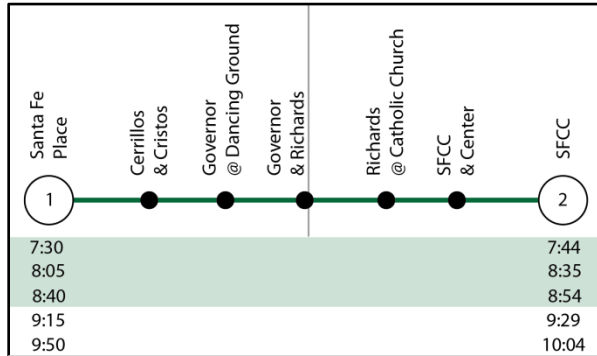 Santa Fe
Place
Cerrillos
& Cristos
Governor
@ Dancing Ground
Governor
& Richards
Richards
@ Catholic Church
SFCC
& Center
SFCC
1
2
7:30 7:44
8:05 8:35
8:40 8:54
9:15 9:29
9:50 10:04